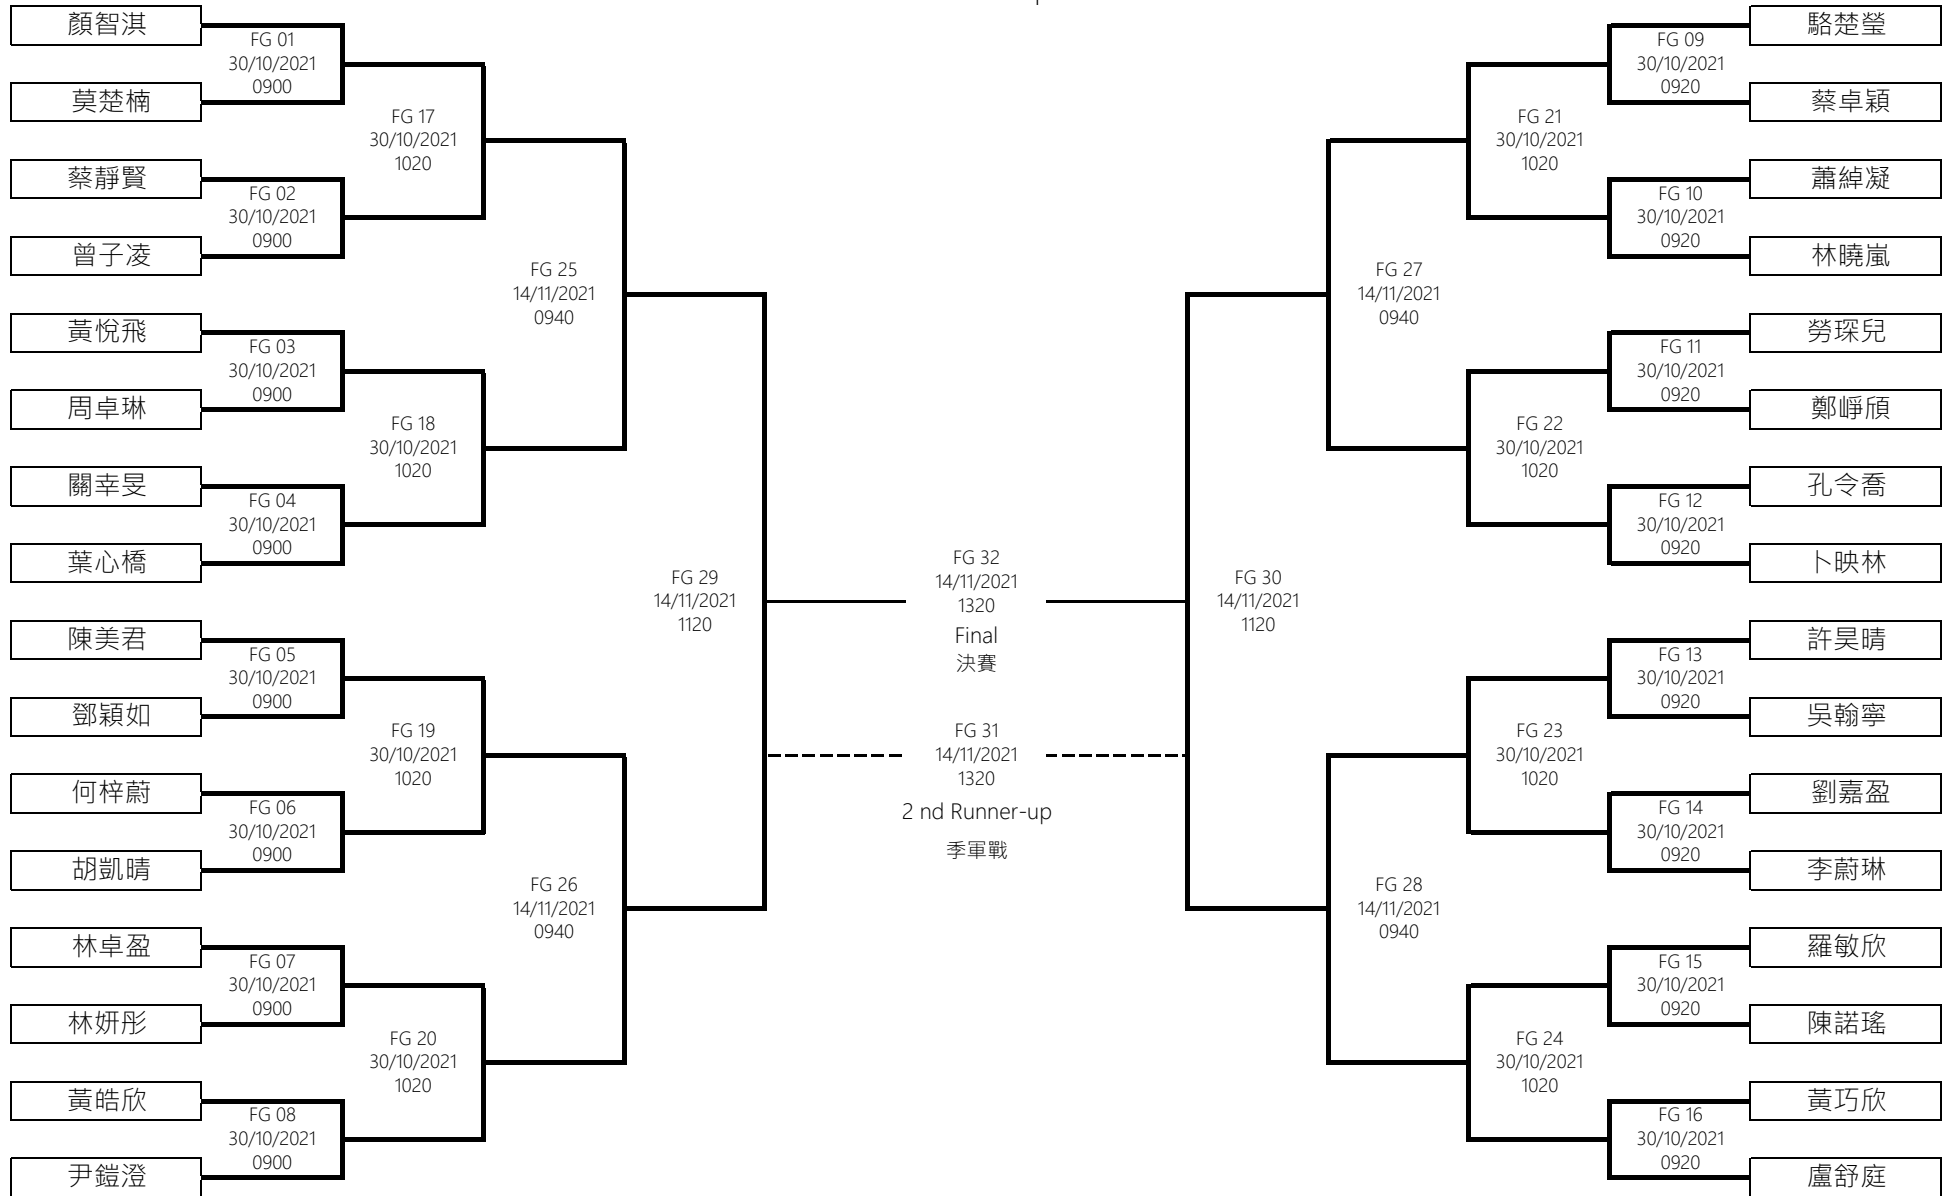 顏智淇
FG 01
30/10/2021
0900
莫楚楠
FG 17
30/10/2021
1020
蔡靜賢
FG 02
30/10/2021
0900
曾子凌
FG 25
14/11/2021
0940
黃悅飛
FG 03
30/10/2021
0900
周卓琳
FG 18
30/10/2021
1020
關幸旻
FG 04
30/10/2021
0900
葉心橋
FG 29
14/11/2021
1120
陳美君
FG 05
30/10/2021
0900
鄧穎如
FG 19
30/10/2021
1020
何梓蔚
FG 06
30/10/2021
0900
胡凱晴
FG 26
14/11/2021
0940
林卓盈
FG 07
30/10/2021
0900
林妍彤
FG 20
30/10/2021
1020
黃皓欣
FG 08
30/10/2021
0900
尹鎧澄
FG 32
14/11/2021
1320
Final
決賽
FG 31
14/11/2021
1320
2 nd Runner-up
季軍戰
駱楚瑩
FG 09
30/10/2021
0920
蔡卓穎
FG 21
30/10/2021
1020
蕭綽凝
FG 10
30/10/2021
0920
林曉嵐
FG 27
14/11/2021
0940
勞琛兒
FG 11
30/10/2021
0920
鄭崢頎
FG 22
30/10/2021
1020
孔令喬
FG 12
30/10/2021
0920
卜映林
FG 30
14/11/2021
1120
許昊晴
FG 13
30/10/2021
0920
吳翰寧
FG 23
30/10/2021
1020
劉嘉盈
FG 14
30/10/2021
0920
李蔚琳
FG 28
14/11/2021
0940
羅敏欣
FG 15
30/10/2021
0920
陳諾瑤
FG 24
30/10/2021
1020
黃巧欣
FG 16
30/10/2021
0920
盧舒庭